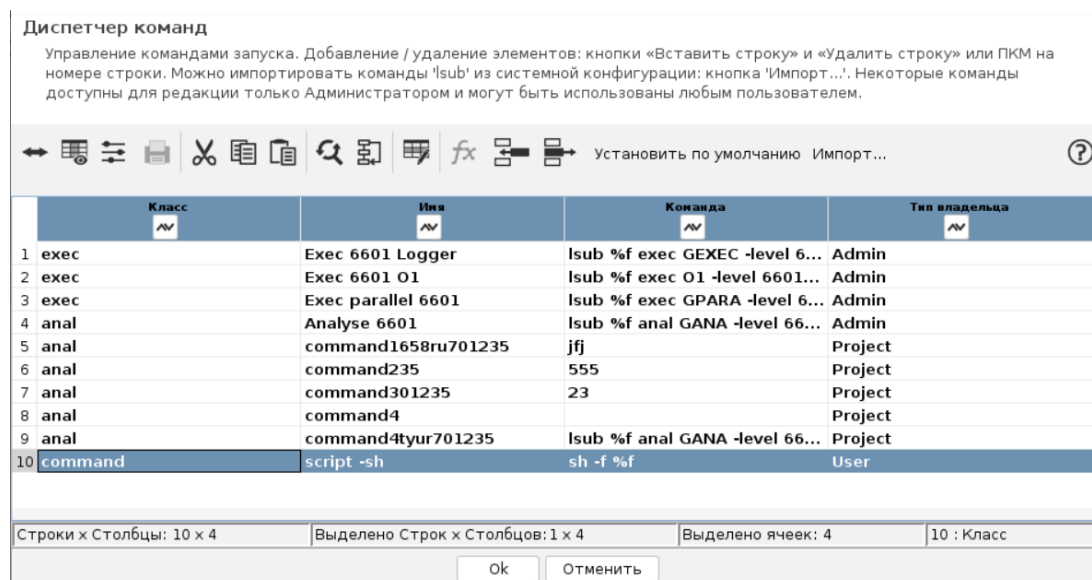 Диспетчер команд
Управление командами запуска. Добавление / удаление элементов: кнопки «Вставить строку» и «Удалить строку» или ПКМ на
номере строки. Можно импортировать команды 'lsub' из системной конфигурации: кнопка 'Импорт...'. Некоторые команды
доступны для редакции только Администратором и могут быть использованы любым пользователем.
fx Установить по умолчанию Импорт... ?
Класс Имя Команда Тип владельца
1 exec Exec 6601 Logger lsub %f exec GEXEC -level 6... Admin
2 exec Exec 6601 O1 lsub %f exec O1 -level 6601... Admin
3 exec Exec parallel 6601 lsub %f exec GPARA -level 6... Admin
4 anal Analyse 6601 lsub %f anal GANA -level 66... Admin
5 anal command1658ru701235 jfj Project
6 anal command235 555 Project
7 anal command301235 23 Project
8 anal command4 Project
9 anal command4tyur701235 lsub %f anal GANA -level 66... Project
10 command script -sh sh -f %f User
Строки x Столбцы: 10 x 4 Выделено Строк x Столбцов: 1 x 4 Выделено ячеек: 4 10 : Класс
Ok Отменить